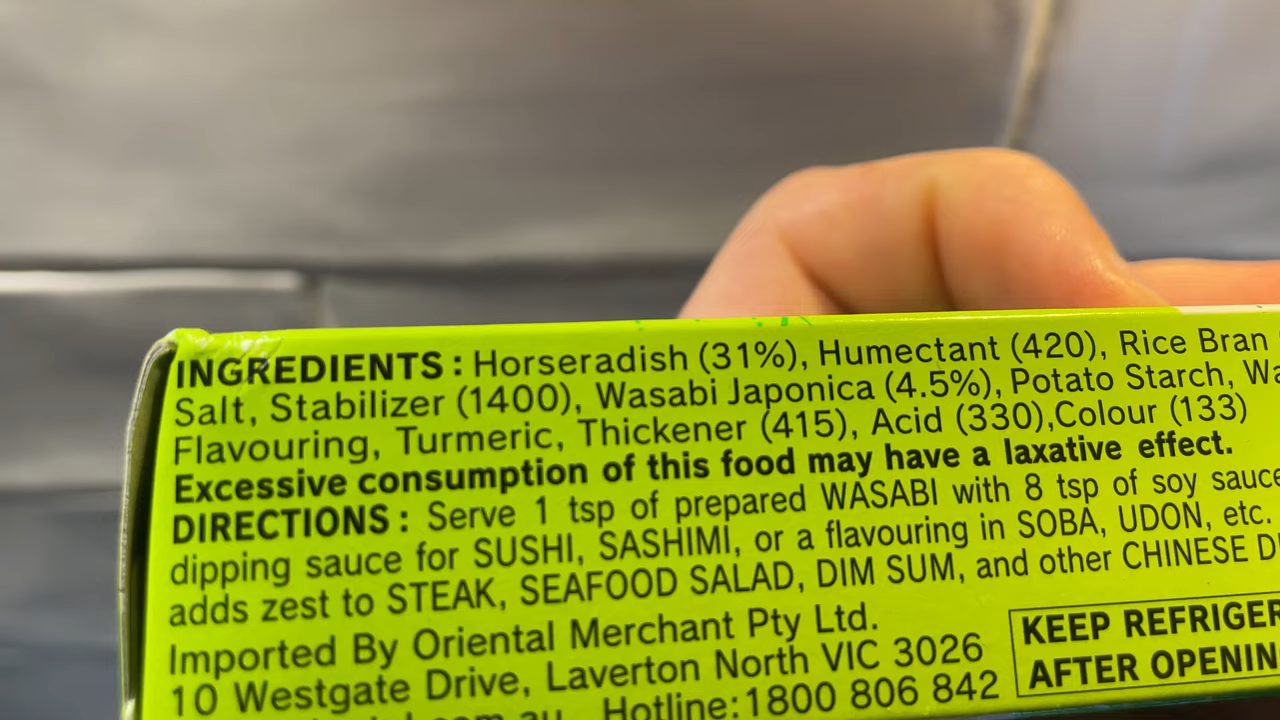 INGREDIENTS : Horseradish (31%), Humectant (420), Rice Bran
Salt, Stabilizer (1400), Wasabi Japonica (4.5%), Potato Starch,
Flavouring, Turmeric, Thickener (415), Acid (330),Colour (133)
Excessive consumption of this food may have a laxative effect.
DIRECTIONS : Serve 1 tsp of prepared WASABI with 8 tsp of soy sauce
dipping sauce for SUSHI, SASHIMI, or a flavouring in SOBA, UDON, etc.
adds zest to STEAK, SEAFOOD SALAD, DIM SUM, and other CHINESE
Imported By Oriental Merchant Pty Ltd.
10 Westgate Drive, Laverton North VIC 3026
Hotline:1800 806 842
KEEP
AFTER